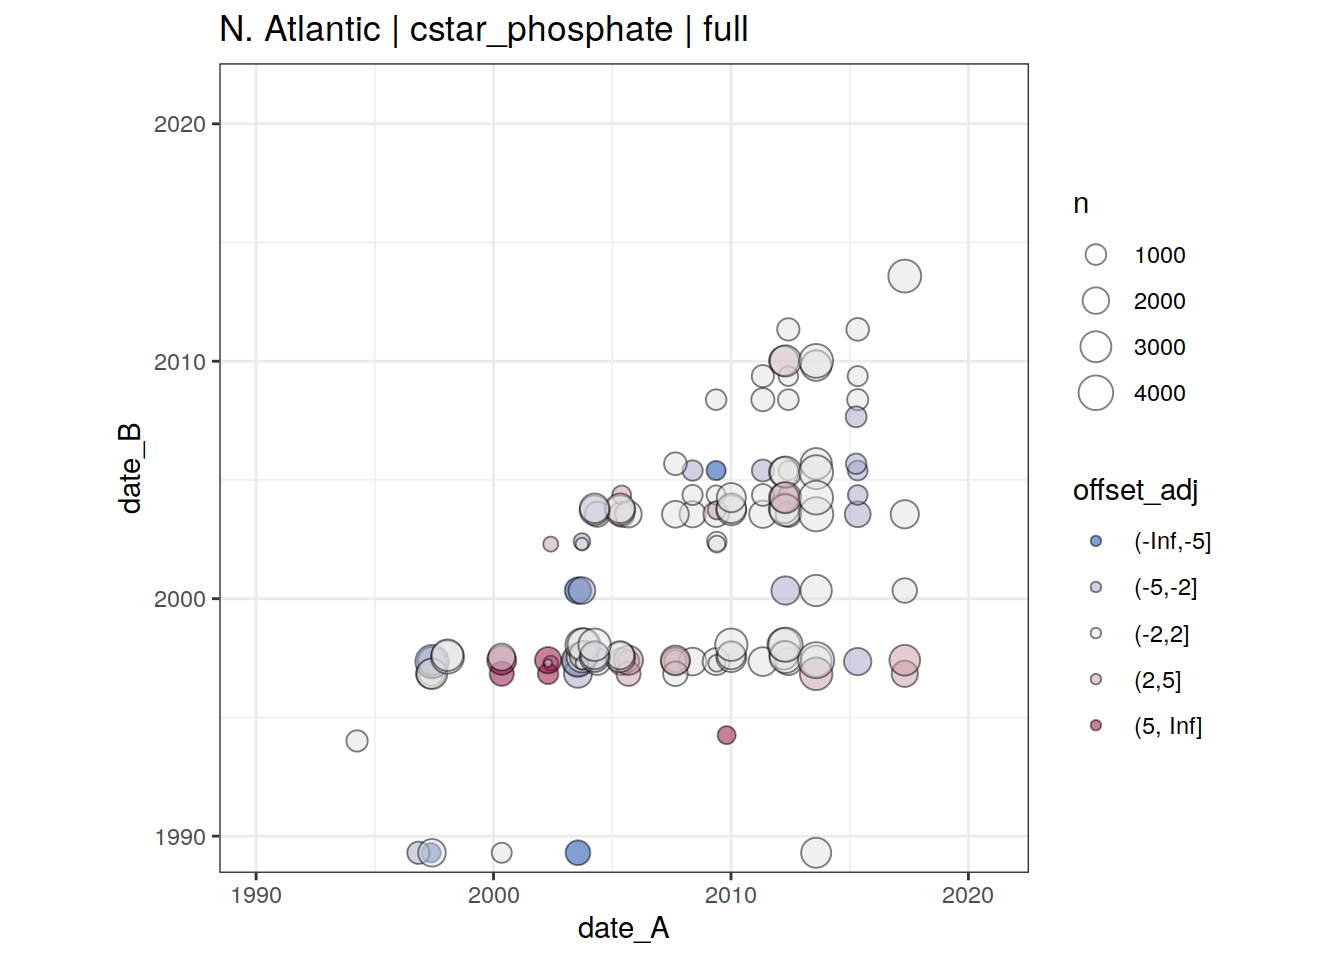 N. Atlantic | cstar_phosphate | full
2020
2010
2000
1990
date_B
1990
2000
2010
2020
date_A
n
1000
2000
3000
4000
offset_adj
(-Inf,-5]
(-5,-2]
(-2,2]
(2,5]
(5, Inf]